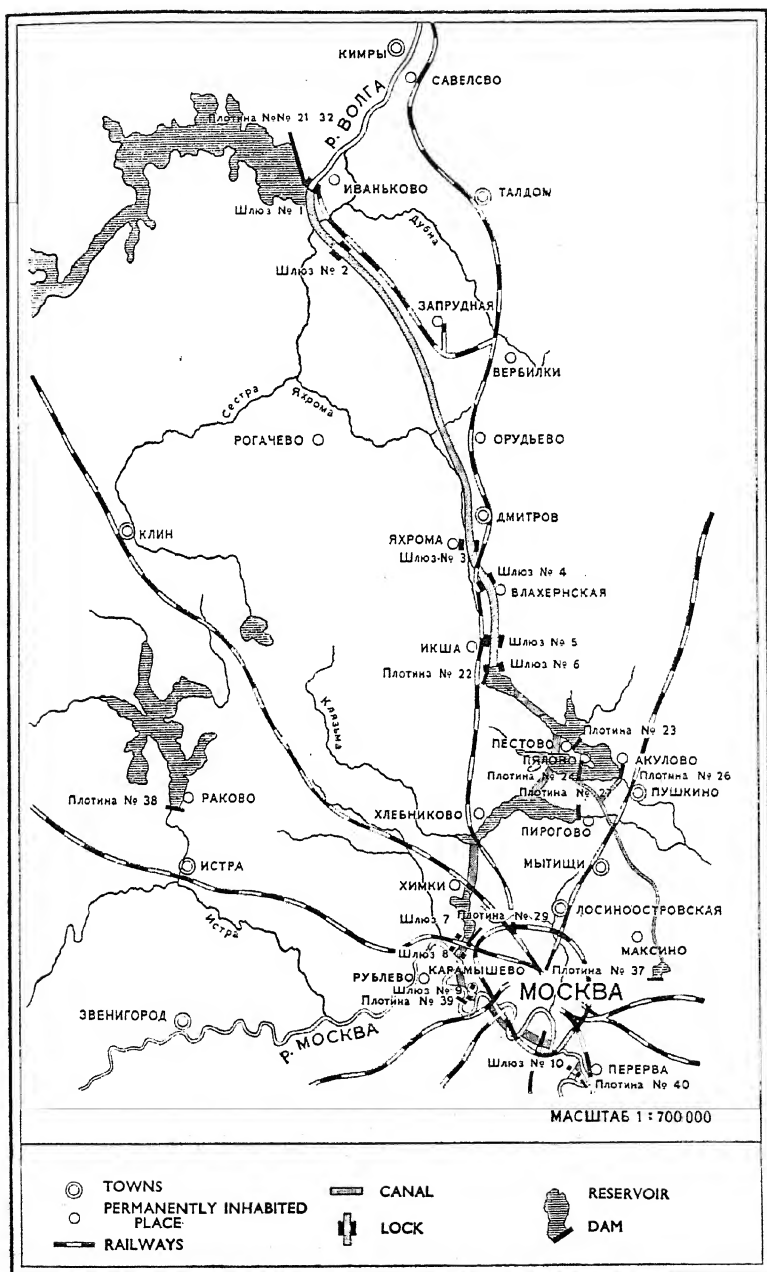 КИМРЫ
САВЕЛСВО
р. ВОЛГА
Плотина №№ 21 32
ИВАНЬКОВО
ТАЛДОМ
Шлюз № 1
Дубна
Шлюз № 2
ЗАПРУДНАЯ
ВЕРБИЛКИ
Сестра
Яхрома
РОГАЧЕВО
ОРУДЬЕВО
КЛИН
ДМИТРОВ
ЯХРОМА
Шлюз № 3
Шлюз № 4
ВЛАХЕРНСКАЯ
ИКША
Шлюз № 5
Шлюз № 6
Плотина № 22
Клязьма
Плотина № 23
ПЕСТОВО
ПЯЛОВО
АКУЛОВО
Плотина № 24
Плотина № 26
№ 27
ПУШКИНО
Плотина № 38
РАКОВО
ХЛЕБНИКОВО
ПИРОГОВО
ИСТРА
МЫТИЩИ
ХИМКИ
Истра
Шлюз 7
Плотина № 29
ЛОСИНООСТРОВСКАЯ
Шлюз 8
МАКСИНО
РУБЛЕВО
КАРАМЫШЕВО
Плотина № 37
Шлюз № 9
МОСКВА
Плотина № 39
ЗВЕНИГОРОД
р. МОСКВА
Шлюз № 10
ПЕРЕРВА
Плотина № 40
МАСШТАБ 1:700 000
TOWNS
PERMANENTLY INHABITED
PLACE
RAILWAYS
CANAL
LOCK
RESERVOIR
DAM